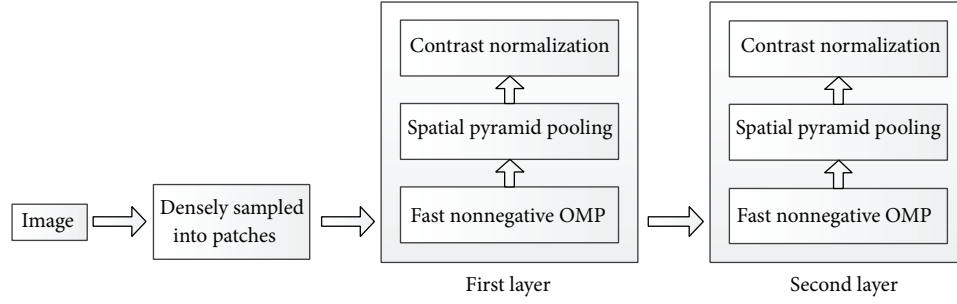 Image
Densely sampled
into patches
Contrast normalization
Spatial pyramid pooling
Fast nonnegative OMP
First layer
Contrast normalization
Spatial pyramid pooling
Fast nonnegative OMP
Second layer